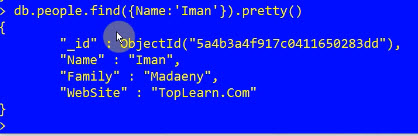 > db.people.find({Name:'Iman'}).pretty()
{
"_id" : ObjectId("5a4b3a4f917c0411650283dd"),
"Name" : "Iman",
"Family" : "Madaeny",
"WebSite" : "TopLearn.Com"
}
>